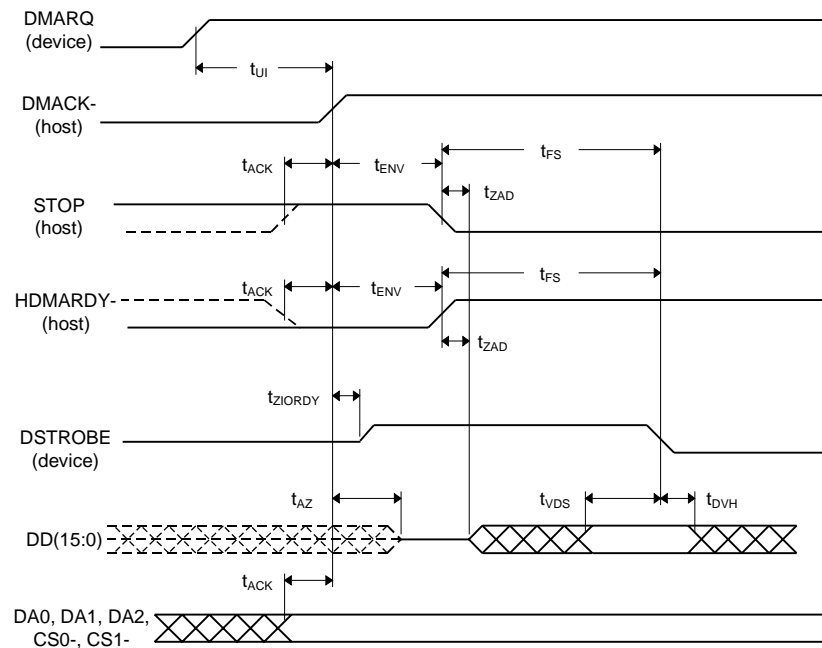 DMARQ
(device)
tUI
DMACK-
(host)
tACK
tENV
tFS
tZAD
STOP
(host)
tACK
tENV
tFS
HDMARDY-
(host)
tZAD
tZIORDY
DSTROBE
(device)
tAZ
tVDS
tDVH
DD(15:0)
tACK
DA0, DA1, DA2,
CS0-, CS1-